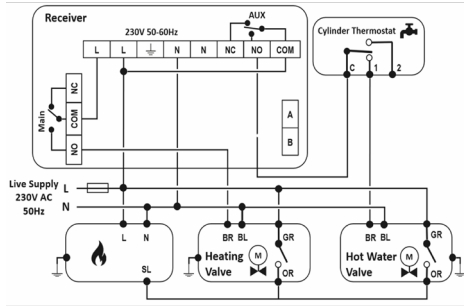 Receiver
AUX
230V 50-60Hz
L L N N NC NO COM
Cylinder Thermostat
C 1 2
NC
COM
NO
Main
A
B
Live Supply
230V AC
50Hz
L
N
L N
SL
BR BL GR
Heating
Valve
M
OR
BR BL GR
Hot Water
Valve
M
OR